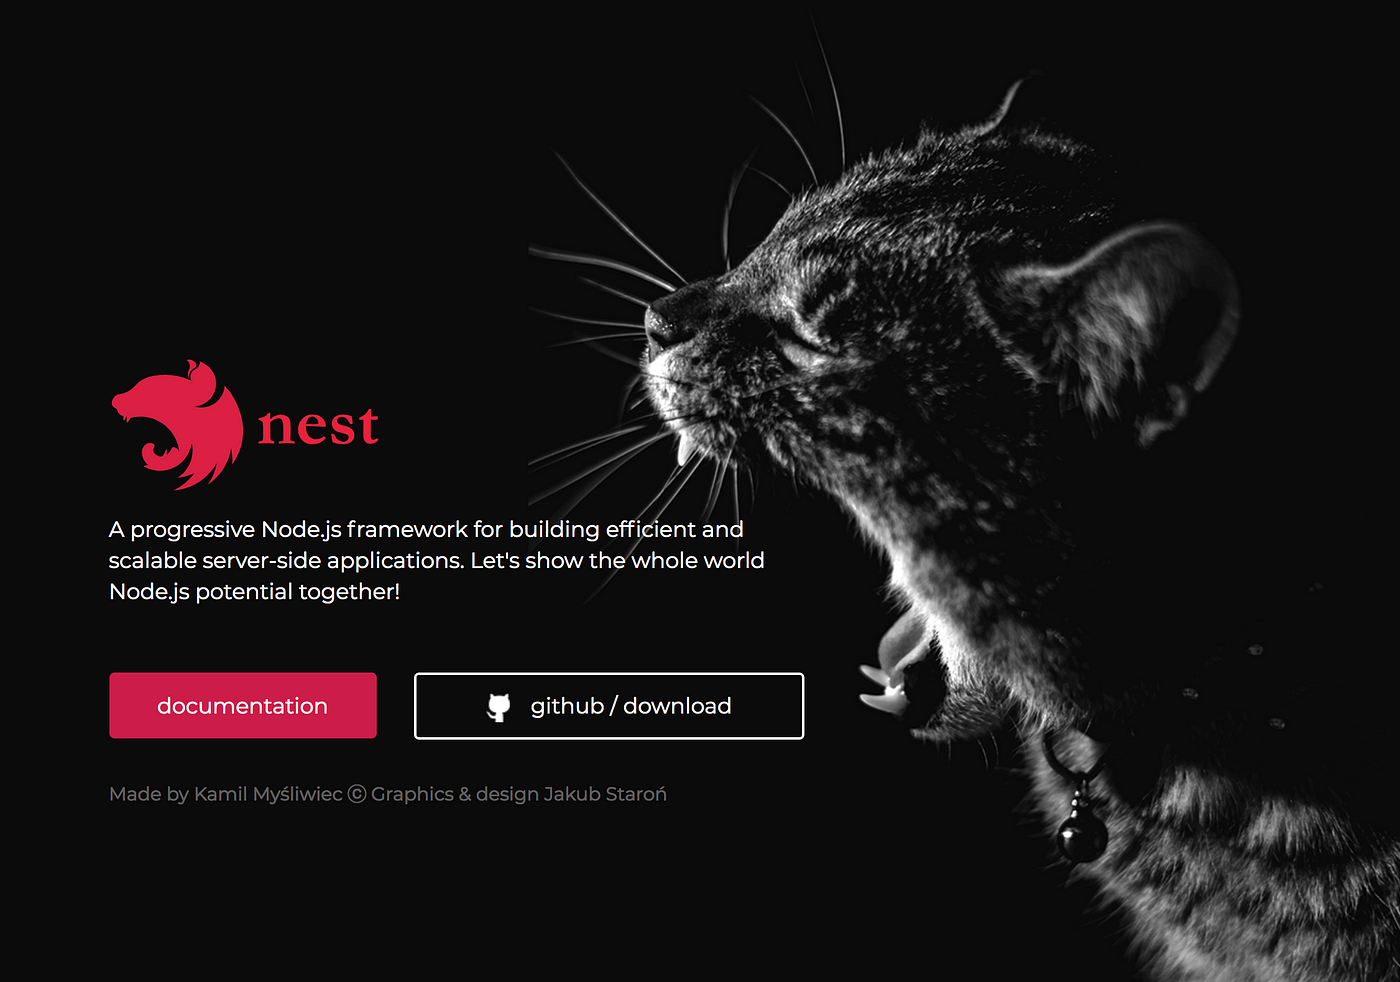 nest
A progressive Node.js framework for building efficient and
scalable server-side applications. Let's show the whole world
Node.js potential together!
documentation
github / download
Made by Kamil Myśliwiec © Graphics & design Jakub Staroń